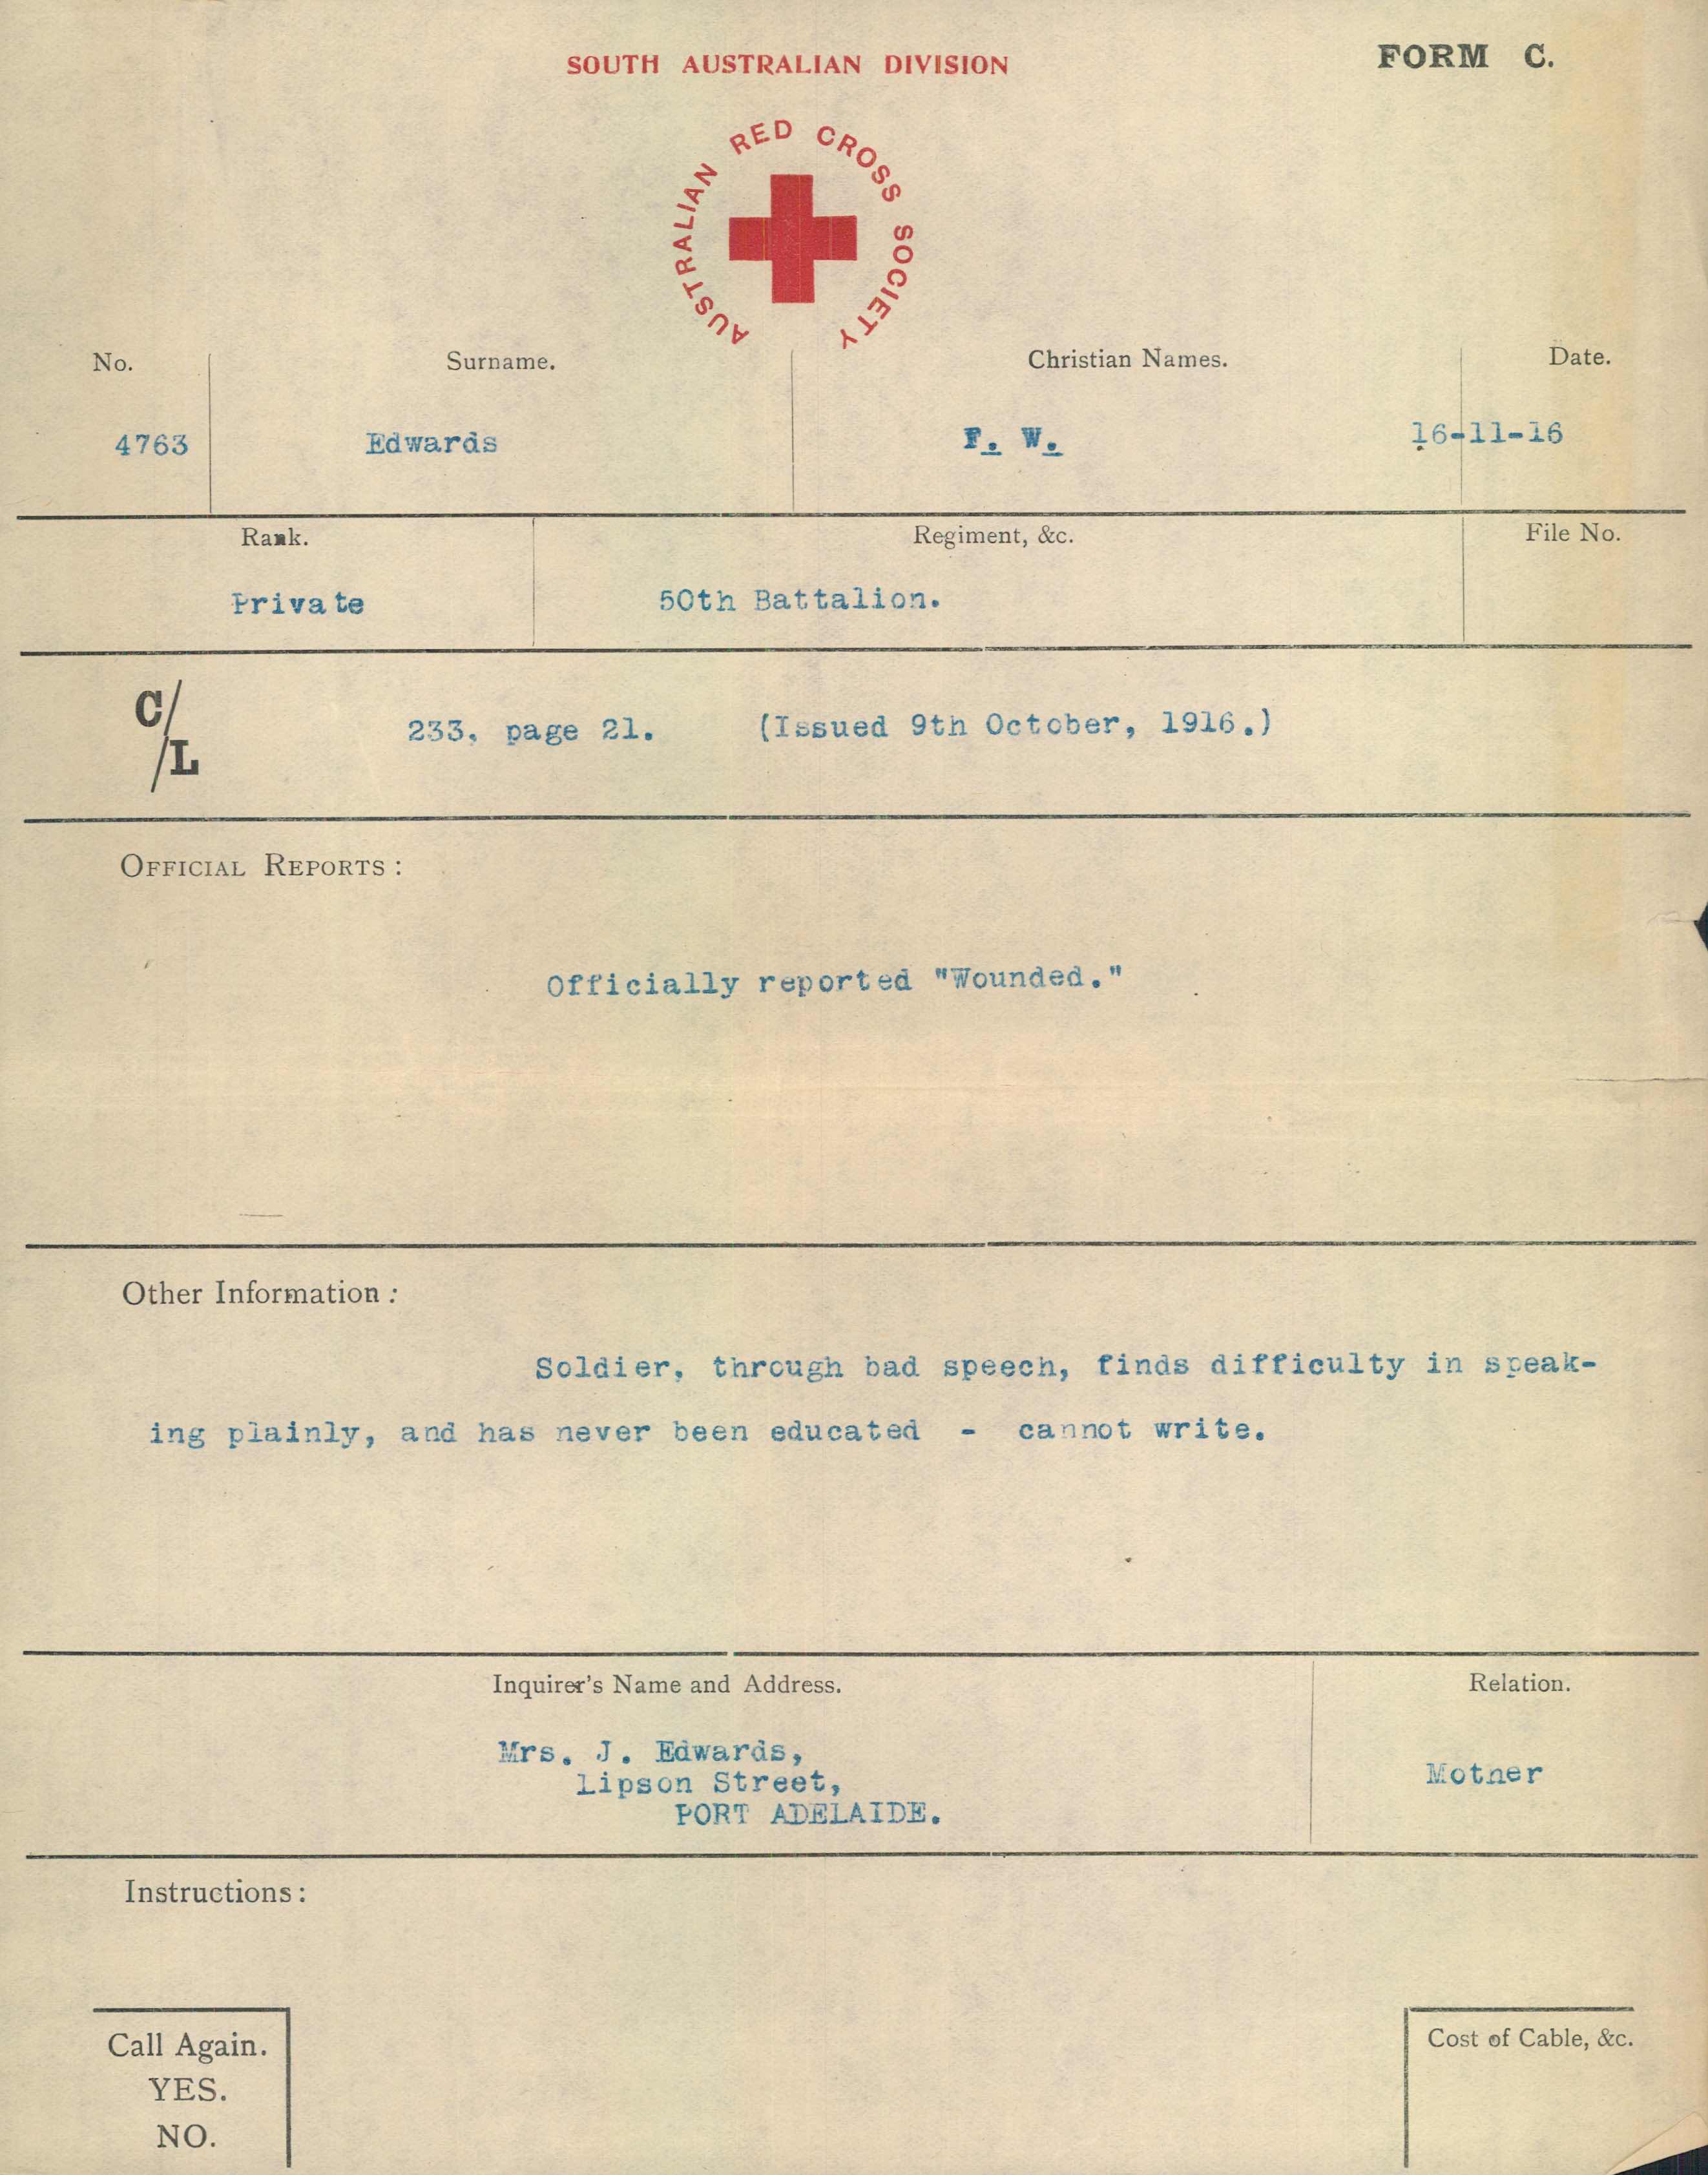 SOUTH AUSTRALIAN DIVISION
FORM C.
AUSTRALIAN RED CROSS SOCIETY
No. Surname. Christian Names. Date.
4763 Edwards F. W. 16-11-16
Rank. Regiment, &c. File No.
Private 50th Battalion.
C/L 233, page 21. (Issued 9th October, 1916.)
OFFICIAL REPORTS :
Officially reported "Wounded."
Other Information :
Soldier, through bad speech, finds difficulty in speak-
ing plainly, and has never been educated - cannot write.
Inquirer's Name and Address. Relation.
Mrs. J. Edwards,
Lipson Street,
PORT ADELAIDE.
Mother
Instructions :
Call Again.
YES.
NO.
Cost of Cable, &c.